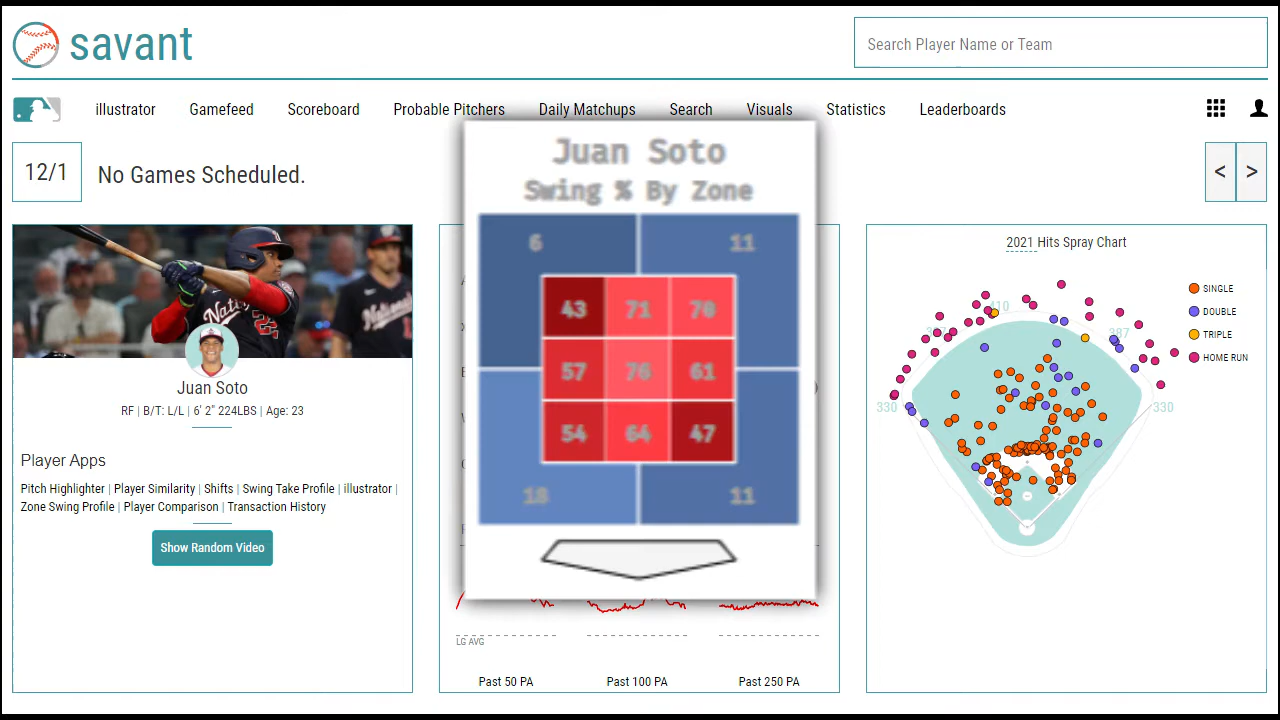 savant
Search Player Name or Team
illustrator Gamefeed Scoreboard Probable Pitchers Daily Matchups Search Visuals Statistics Leaderboards
12/1
No Games Scheduled.
< >
Juan Soto
Swing % By Zone
6 11
43 71 70
57 76 61
54 64 47
18 11
Juan Soto
RF | B/T: L/L | 6' 2" 224LBS | Age: 23
Player Apps
Pitch Highlighter | Player Similarity | Shifts | Swing Take Profile | illustrator |
Zone Swing Profile | Player Comparison | Transaction History
Show Random Video
LG AVG
Past 50 PA Past 100 PA Past 250 PA
2021 Hits Spray Chart
SINGLE
DOUBLE
TRIPLE
HOME RUN
387
330 330